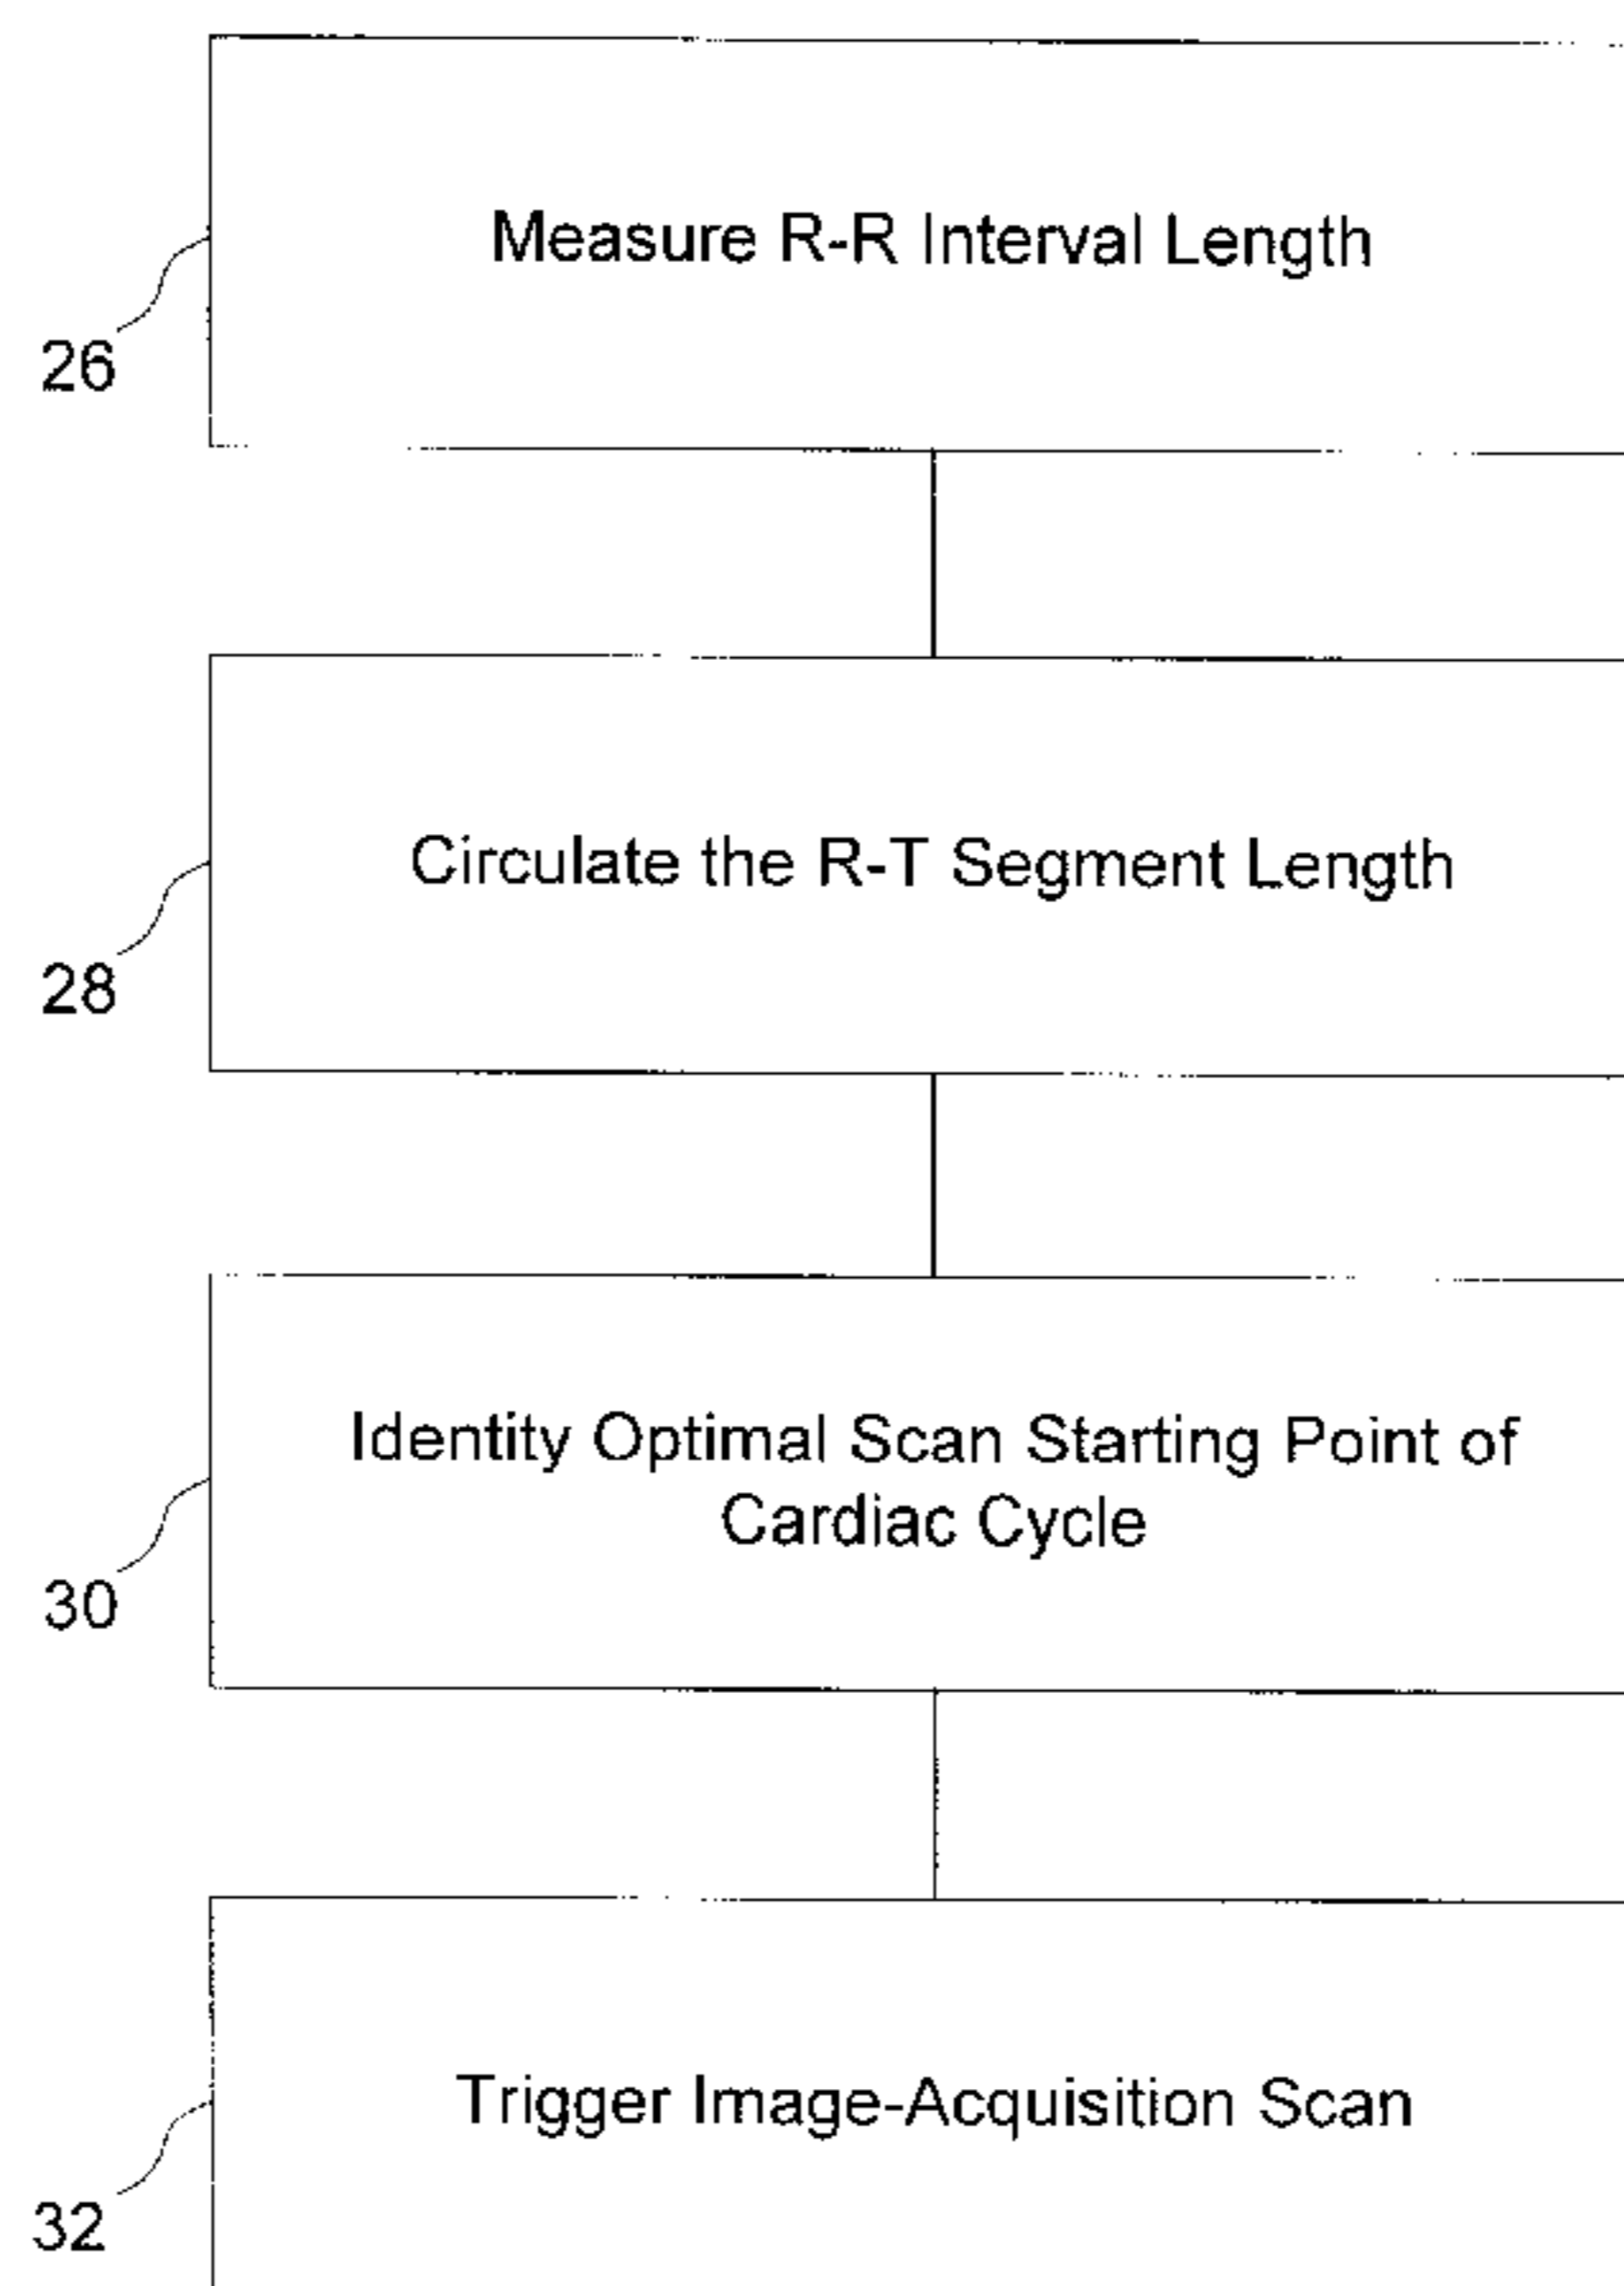 Measure R-R Interval Length
26
Circulate the R-T Segment Length
28
Identity Optimal Scan Starting Point of
Cardiac Cycle
30
Trigger Image-Acquisition Scan
32